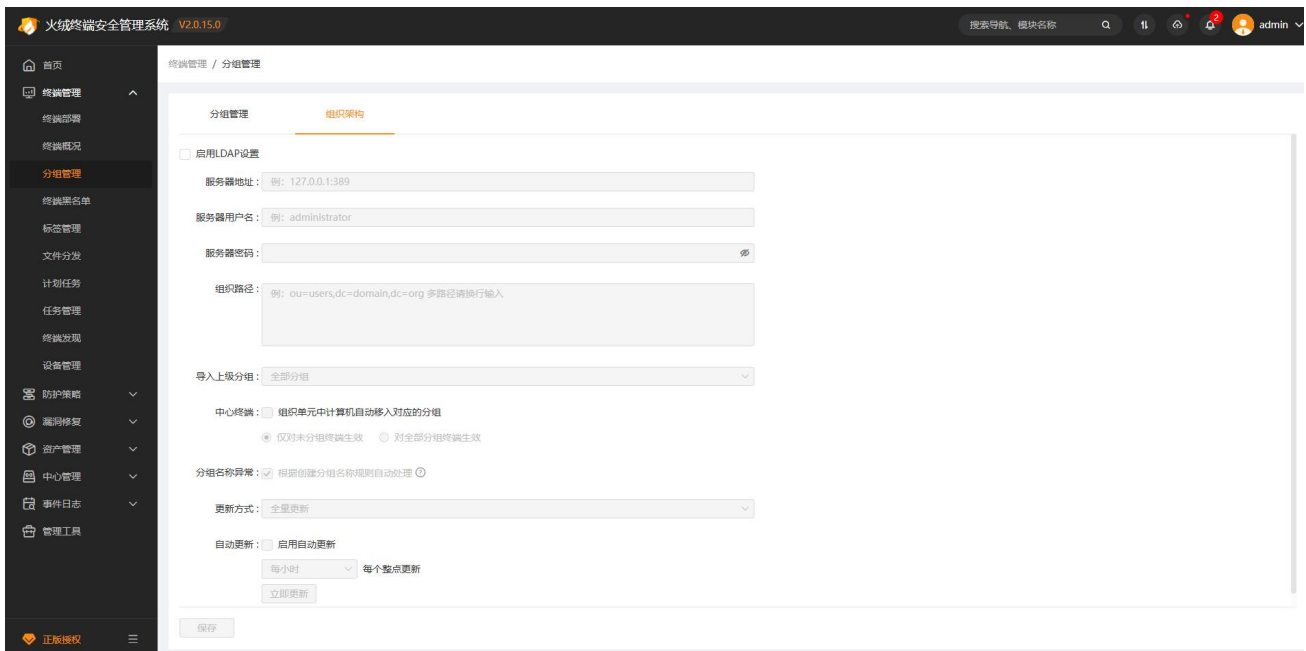 火绒终端安全管理系统 V2.0.15.0
搜索导航、模块名称
2
admin
首页
终端管理
终端部署
终端概况
分组管理
终端黑名单
标签管理
文件分发
计划任务
任务管理
终端发现
设备管理
防护策略
漏洞修复
资产管理
中心管理
事件日志
管理工具
正版授权
终端管理 / 分组管理
分组管理 组织架构
启用LDAP设置
服务器地址: 例: 127.0.0.1:389
服务器用户名: 例: administrator
服务器密码:
组织路径: 例: ou=users,dc=domain,dc=org 多路径请换行输入
导入上级分组: 全部分组
中心终端: 组织单元中计算机自动移入对应的分组
仅对未分组终端生效 对全部分组终端生效
分组名称异常: 根据创建分组名称规则自动处理
更新方式: 全量更新
自动更新: 启用自动更新
每小时 每个整点更新
立即更新
保存